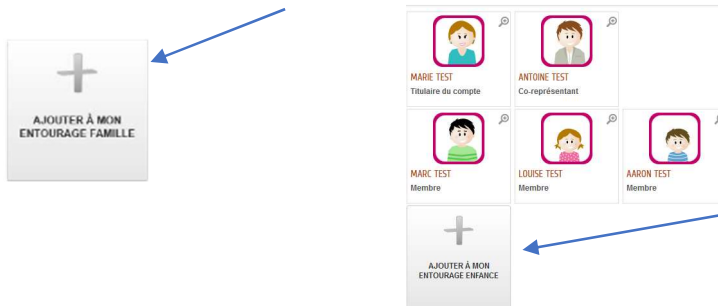 AJOUTER À MON
ENTOURAGE FAMILLE
MARIE TEST
Titulaire du compte
ANTOINE TEST
Co-représentant
MARC TEST
Membre
LOUISE TEST
Membre
AARON TEST
Membre
AJOUTER À MON
ENTOURAGE ENFANCE